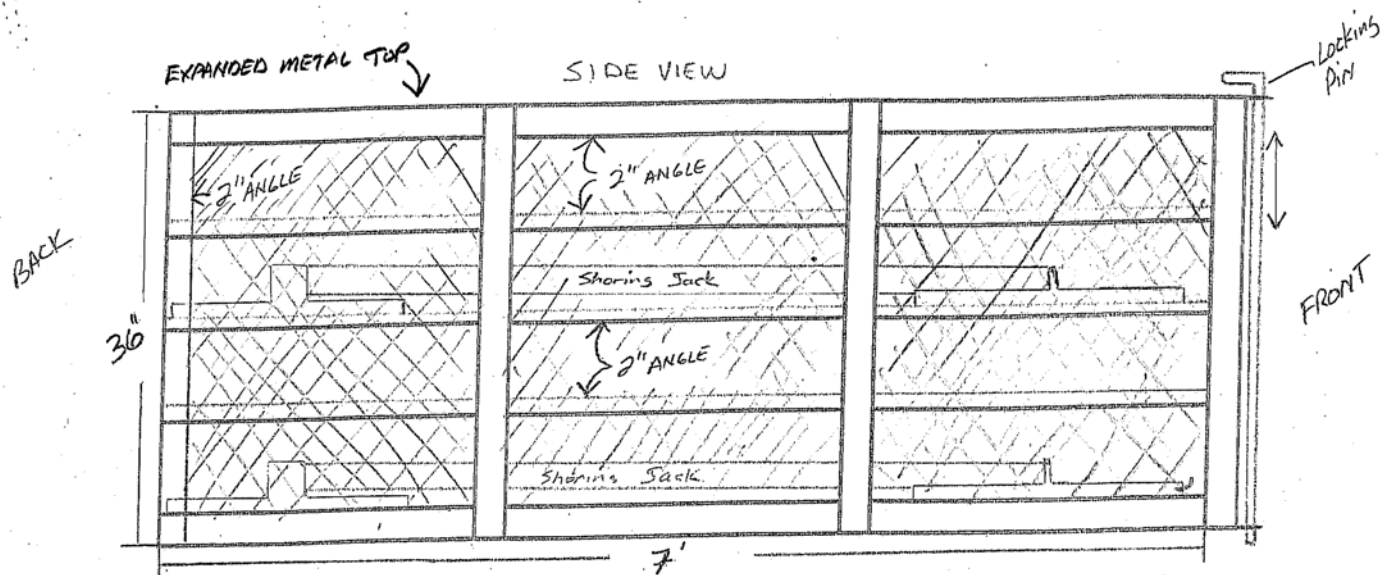 EXPANDED METAL TOP
SIDE VIEW
Locking
Pin
2" ANGLE
2" ANGLE
BACK
Shoring Jack
FRONT
36"
2" ANGLE
Shoring Jack
7'